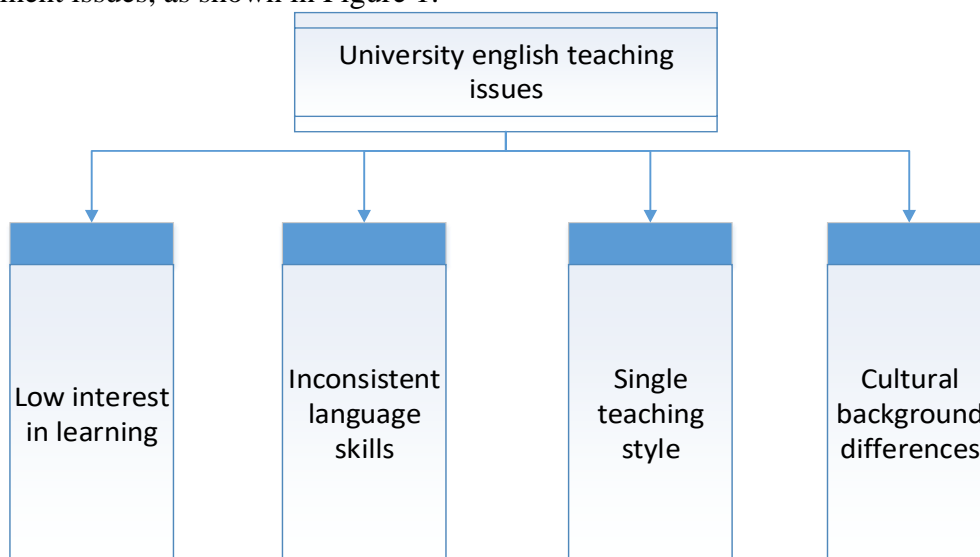 ment issues, as shown in Figure 1.
University english teaching
issues
Low interest
in learning
Inconsistent
language
skills
Single
teaching
style
Cultural
background
differences